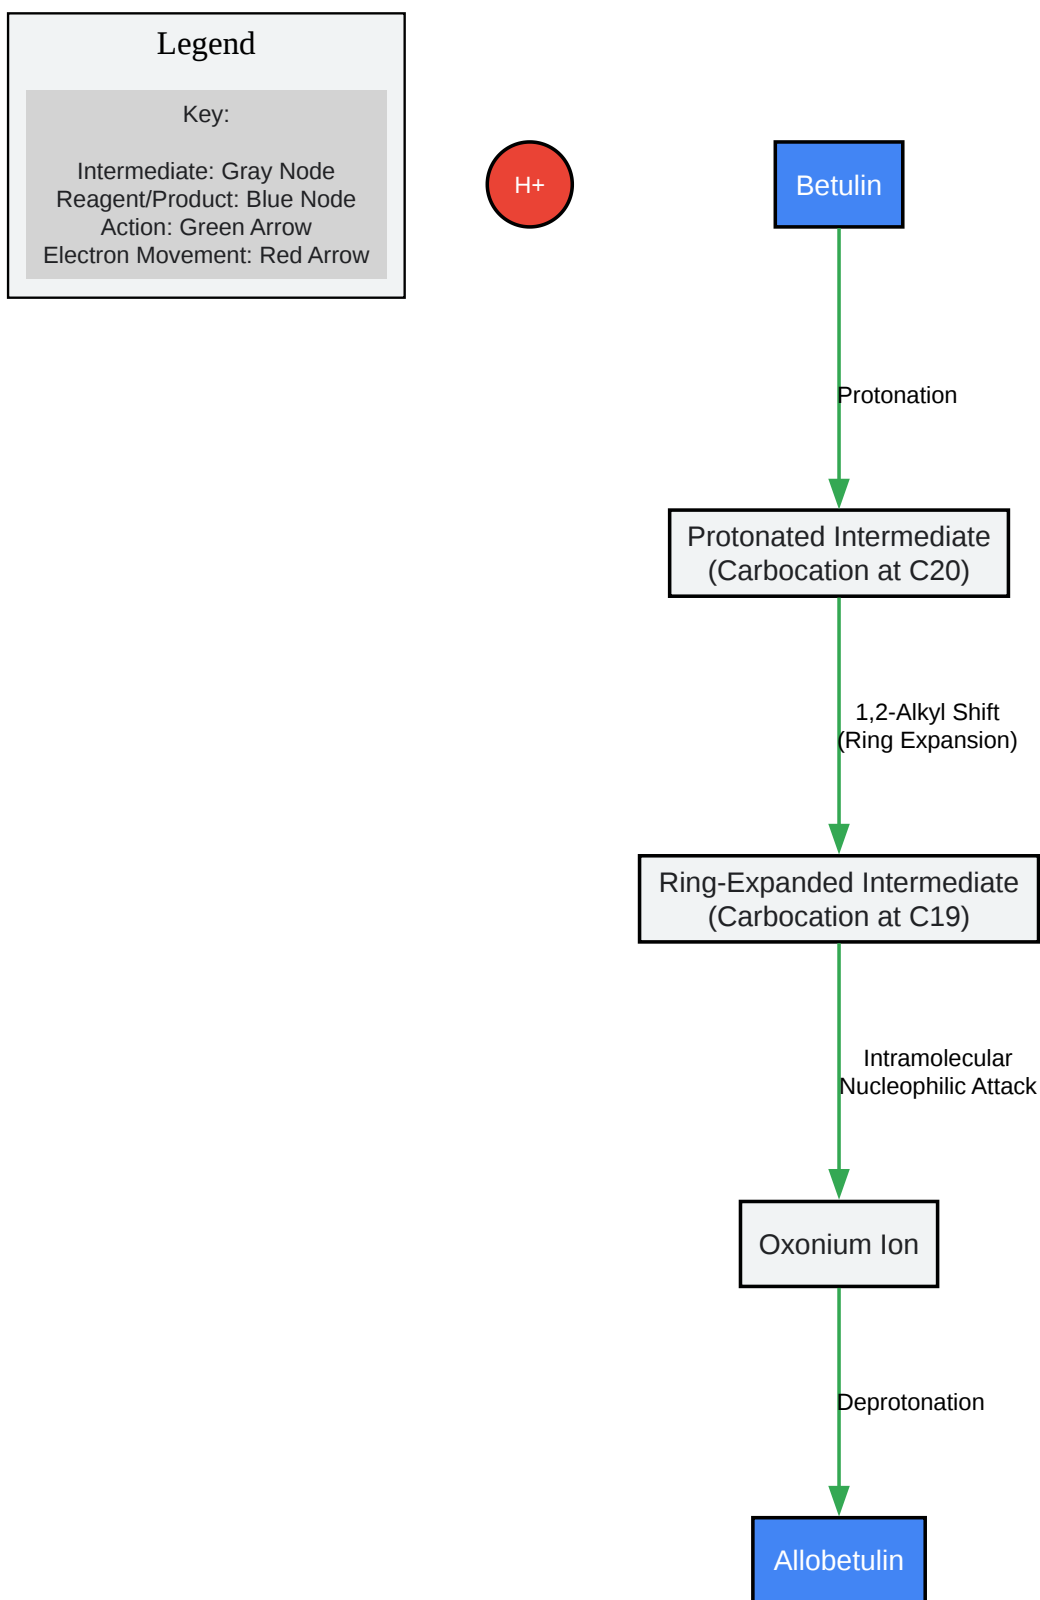 Legend
Key:
Intermediate: Gray Node
Reagent/Product: Blue Node
Action: Green Arrow
Electron Movement: Red Arrow
H+
Betulin
Protonation
Protonated Intermediate
(Carbocation at C20)
1,2-Alkyl Shift
(Ring Expansion)
Ring-Expanded Intermediate
(Carbocation at C19)
Intramolecular
Nucleophilic Attack
Oxonium Ion
Deprotonation
Allobetulin